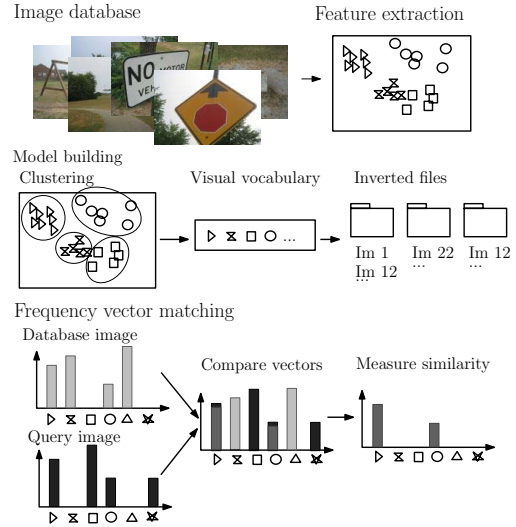 Image database
Feature extraction
NO MOTOR
VEH
Model building
Clustering
Visual vocabulary
Inverted files
...
Im 1
Im 12
...
Im 22
...
Im 12
...
Frequency vector matching
Database image
Query image
Compare vectors
Measure similarity